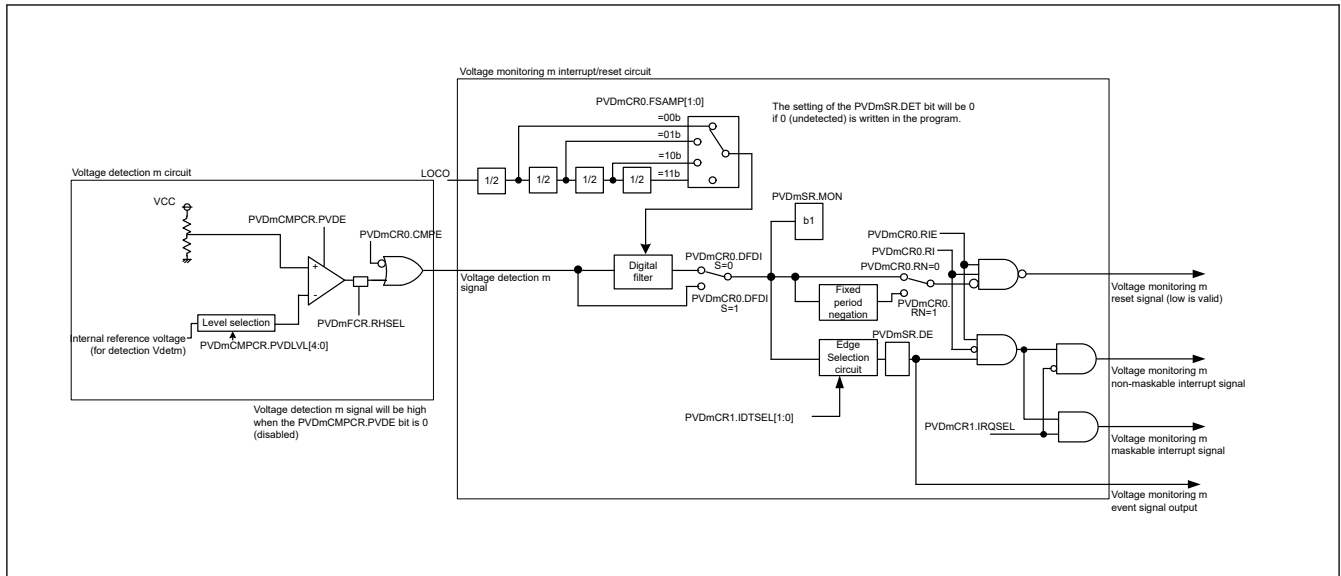 Voltage monitoring m interrupt/reset circuit
PVDmCR0.FSAMP[1:0]
The setting of the PVDmSR.DET bit will be 0
if 0 (undetected) is written in the program.
=00b
=01b
=10b
=11b
Voltage detection m circuit
LOCO
1/2
1/2
1/2
1/2
VCC
PVDmCMPCR.PVDE
PVDmCR0.CMPE
PVDmSR.MON
b1
PVDmCR0.RIE
PVDmCR0.RI
PVDmCR0.RN=0
PVDmCR0.DFDI
S=0
+
-
Voltage detection m
signal
Digital
filter
PVDmCR0.DFDI
S=1
Fixed
period
negation
PVDmCR0.
RN=1
Voltage monitoring m
reset signal (low is valid)
PVDmFCR.RHSEL
Level selection
Internal reference voltage
(for detection Vdetm)
PVDmCMPCR.PVDLVL[4:0]
PVDmSR.DE
Edge
Selection
circuit
Voltage monitoring m
non-maskable interrupt signal
Voltage detection m signal will be high
when the PVDmCMPCR.PVDE bit is 0
(disabled)
PVDmCR1.IDTSEL[1:0]
PVDmCR1.IRQSEL
Voltage monitoring m
maskable interrupt signal
Voltage monitoring m
event signal output